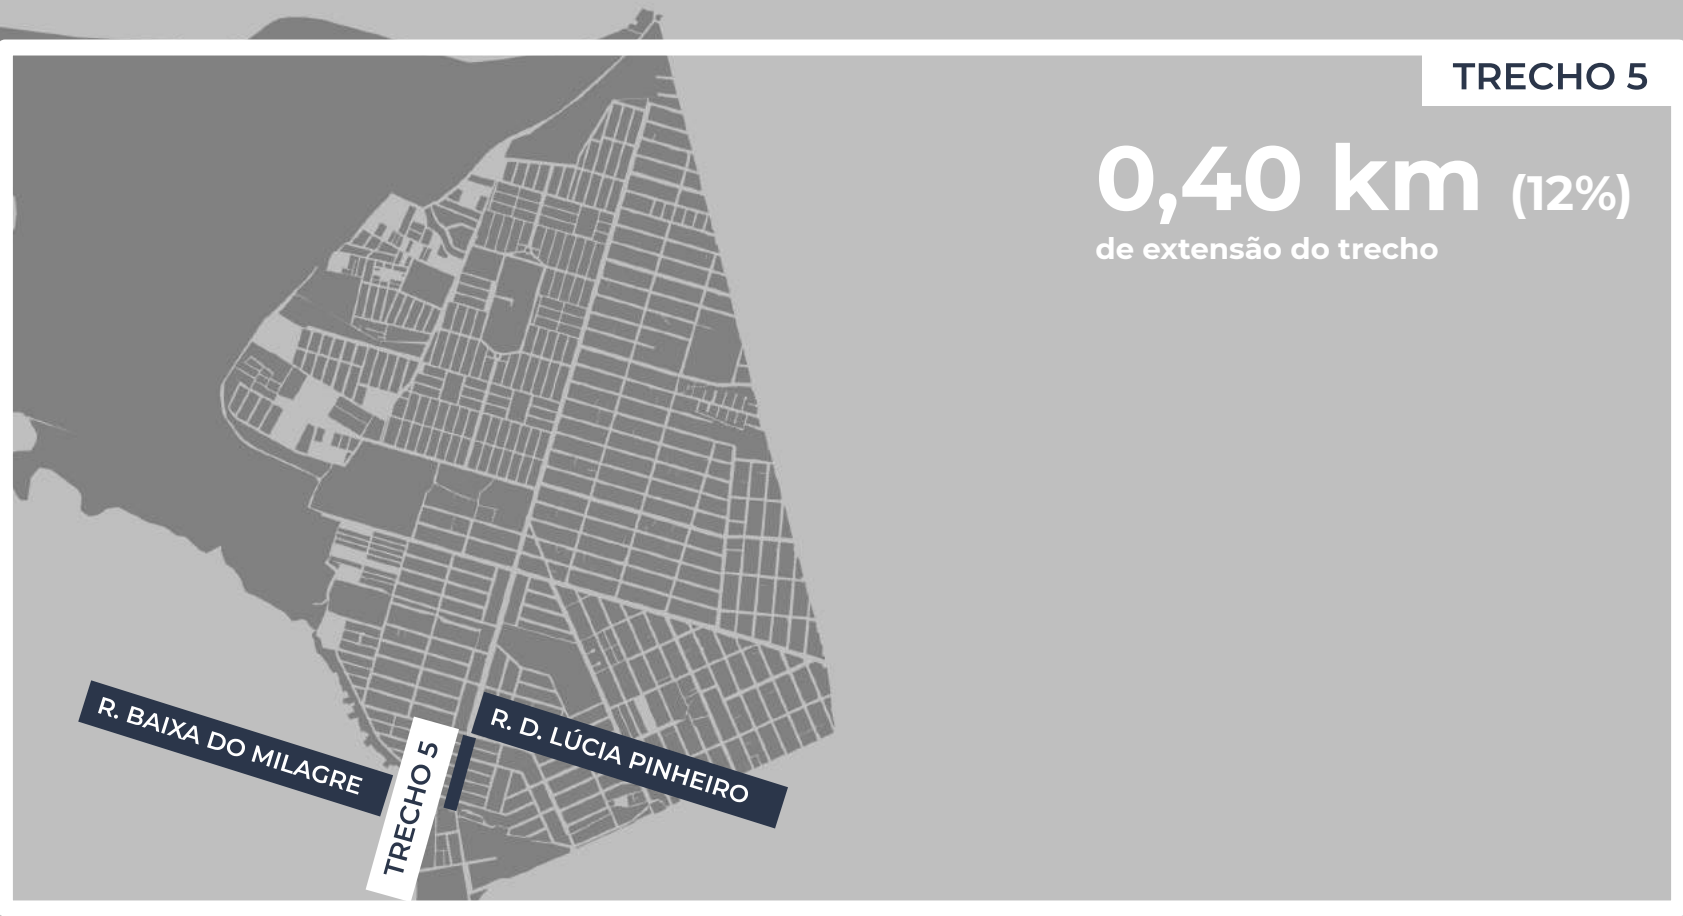 TRECHO 5
0,40 km (12%)
de extensão do trecho
R. BAIXA DO MILAGRE
TRECHO 5
R. D. LÚCIA PINHEIRO